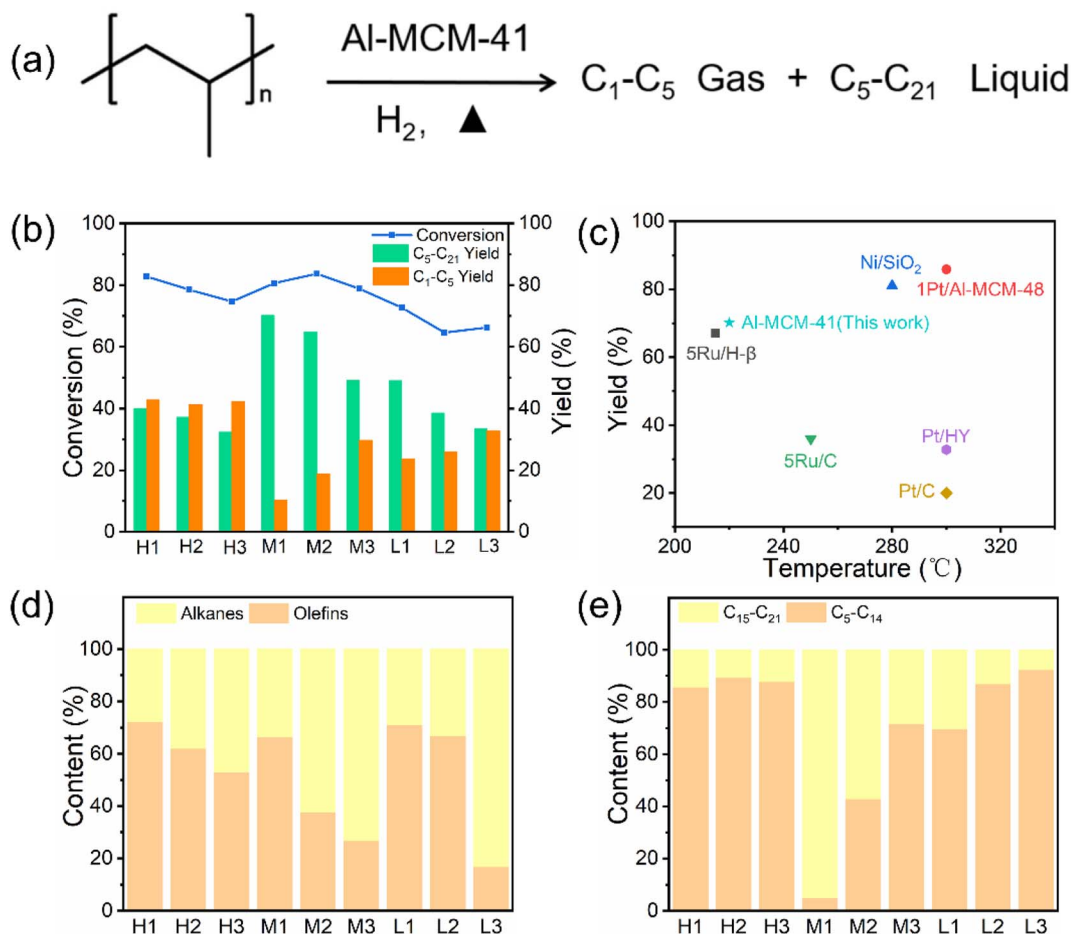 (a)
n
Al-MCM-41
H₂, ▲
C₁-C₅ Gas + C₅-C₂₁ Liquid
(b)
Conversion (%)
100
80
60
40
20
0
Conversion
C₅-C₂₁ Yield
C₁-C₅ Yield
100
80
60
40
20
0
Yield (%)
H1 H2 H3 M1 M2 M3 L1 L2 L3
(c)
Yield (%)
100
80
60
40
20
Ni/SiO₂
1Pt/Al-MCM-48
Al-MCM-41(This work)
5Ru/H-β
5Ru/C
Pt/HY
Pt/C
200 240 280 320
Temperature (℃)
(d)
Content (%)
Alkanes Olefins
100
80
60
40
20
0
H1 H2 H3 M1 M2 M3 L1 L2 L3
(e)
Content (%)
C₁₅-C₂₁ C₅-C₁₄
100
80
60
40
20
0
H1 H2 H3 M1 M2 M3 L1 L2 L3